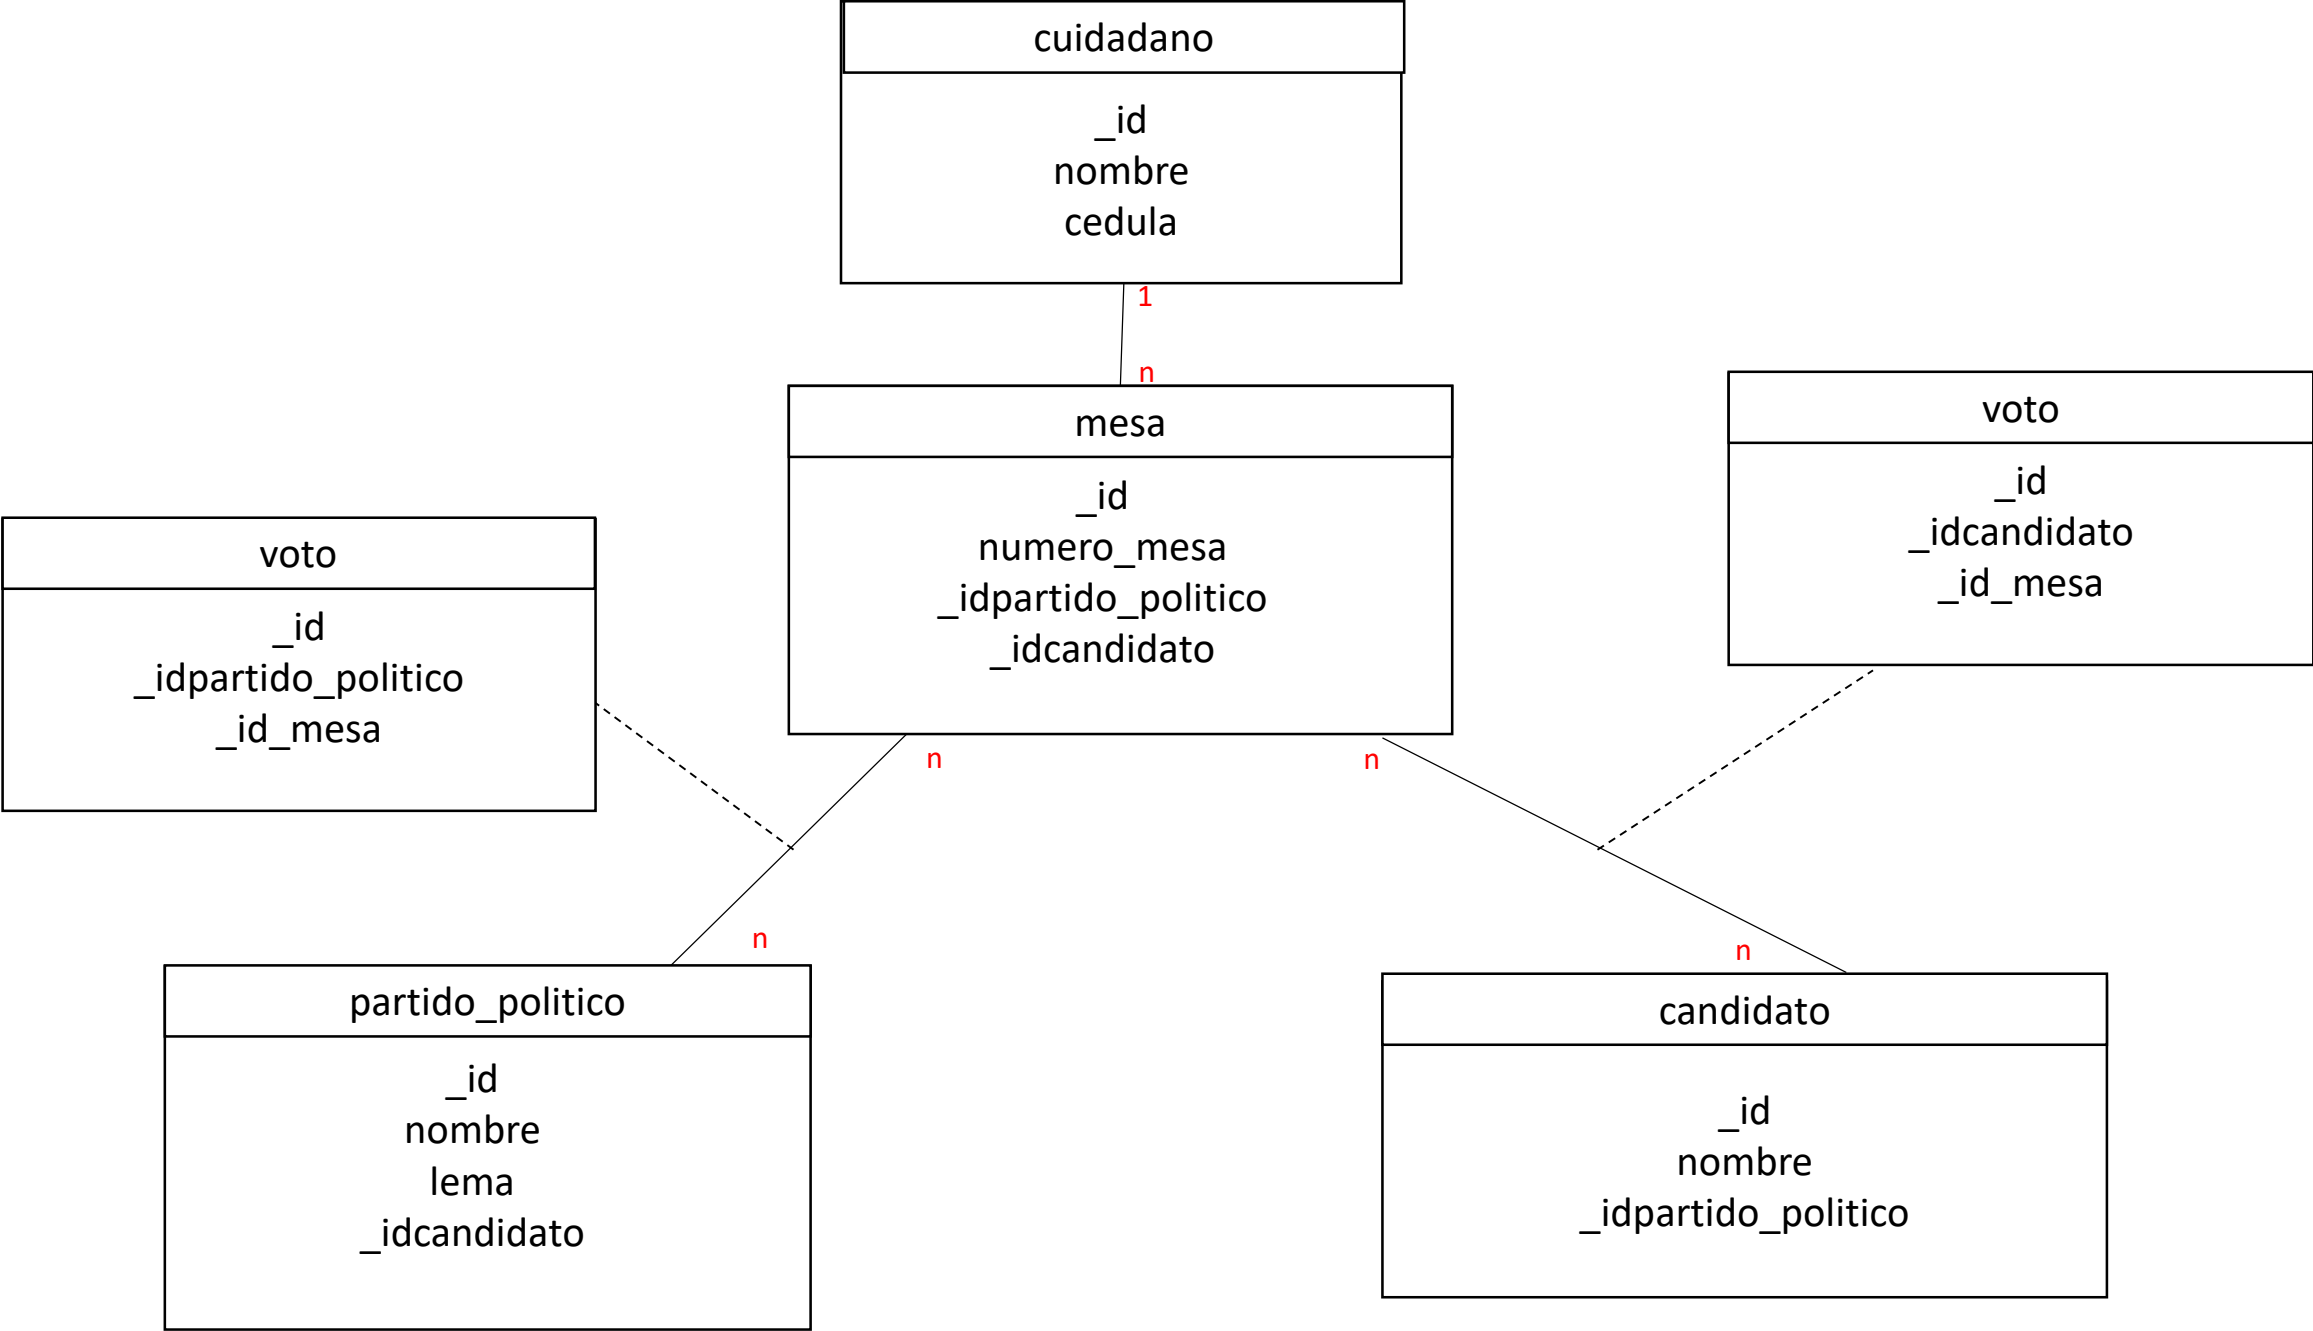 cuidadano
_id
nombre
cedula
1
n
mesa
_id
numero_mesa
_idpartido_politico
_idcandidato
n
n
voto
_id
_idcandidato
_id_mesa
voto
_id
_idpartido_politico
_id_mesa
n
n
partido_politico
_id
nombre
lema
_idcandidato
candidato
_id
nombre
_idpartido_politico